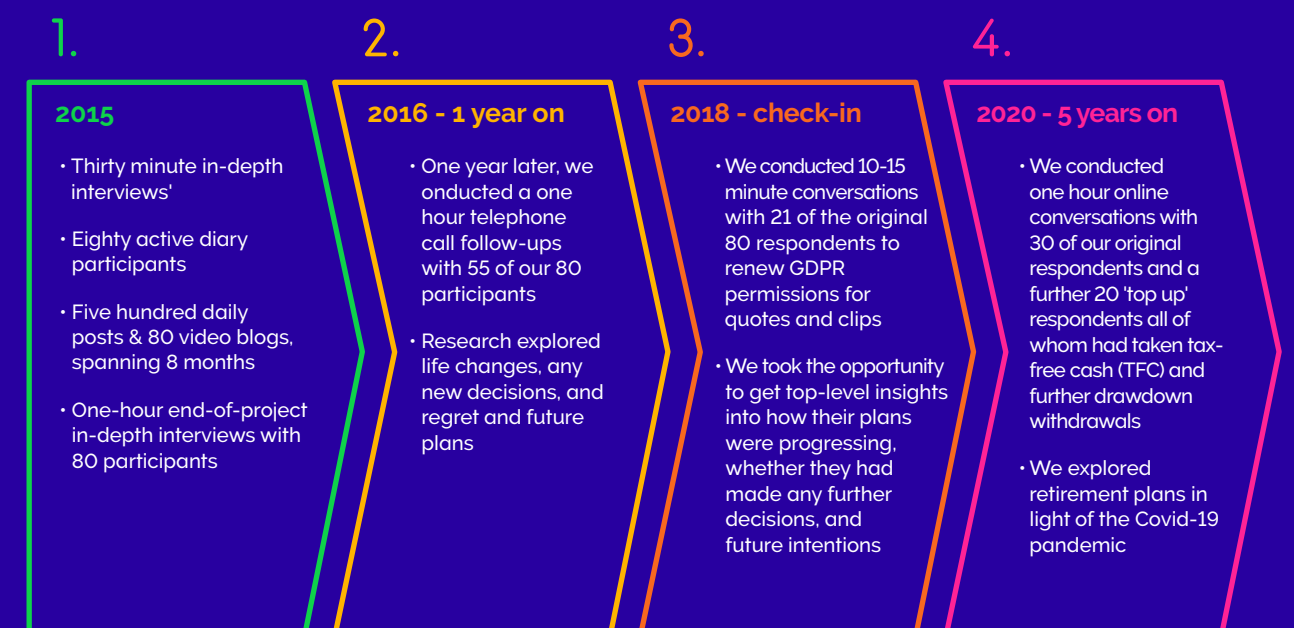 1.
2015
• Thirty minute in-depth
interviews'
• Eighty active diary
participants
• Five hundred daily
posts & 80 video blogs,
spanning 8 months
• One-hour end-of-project
in-depth interviews with
80 participants
2.
2016 - 1 year on
• One year later, we
onducted a one
hour telephone
call follow-ups
with 55 of our 80
participants
• Research explored
life changes, any
new decisions, and
regret and future
plans
3.
2018 - check-in
• We conducted 10-15
minute conversations
with 21 of the original
80 respondents to
renew GDPR
permissions for
quotes and clips
• We took the opportunity
to get top-level insights
into how their plans
were progressing,
whether they had
made any further
decisions, and
future intentions
4.
2020 - 5 years on
• We conducted
one hour online
conversations with
30 of our original
respondents and a
further 20 'top up'
respondents all of
whom had taken tax-
free cash (TFC) and
further drawdown
withdrawals
• We explored
retirement plans in
light of the Covid-19
pandemic